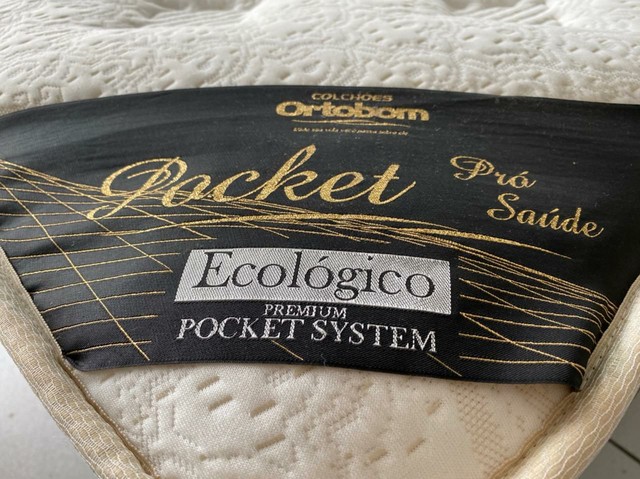 COLCHÕES
Ortobom
Pocket
Pró
Saúde
Ecológico
PREMIUM
POCKET SYSTEM